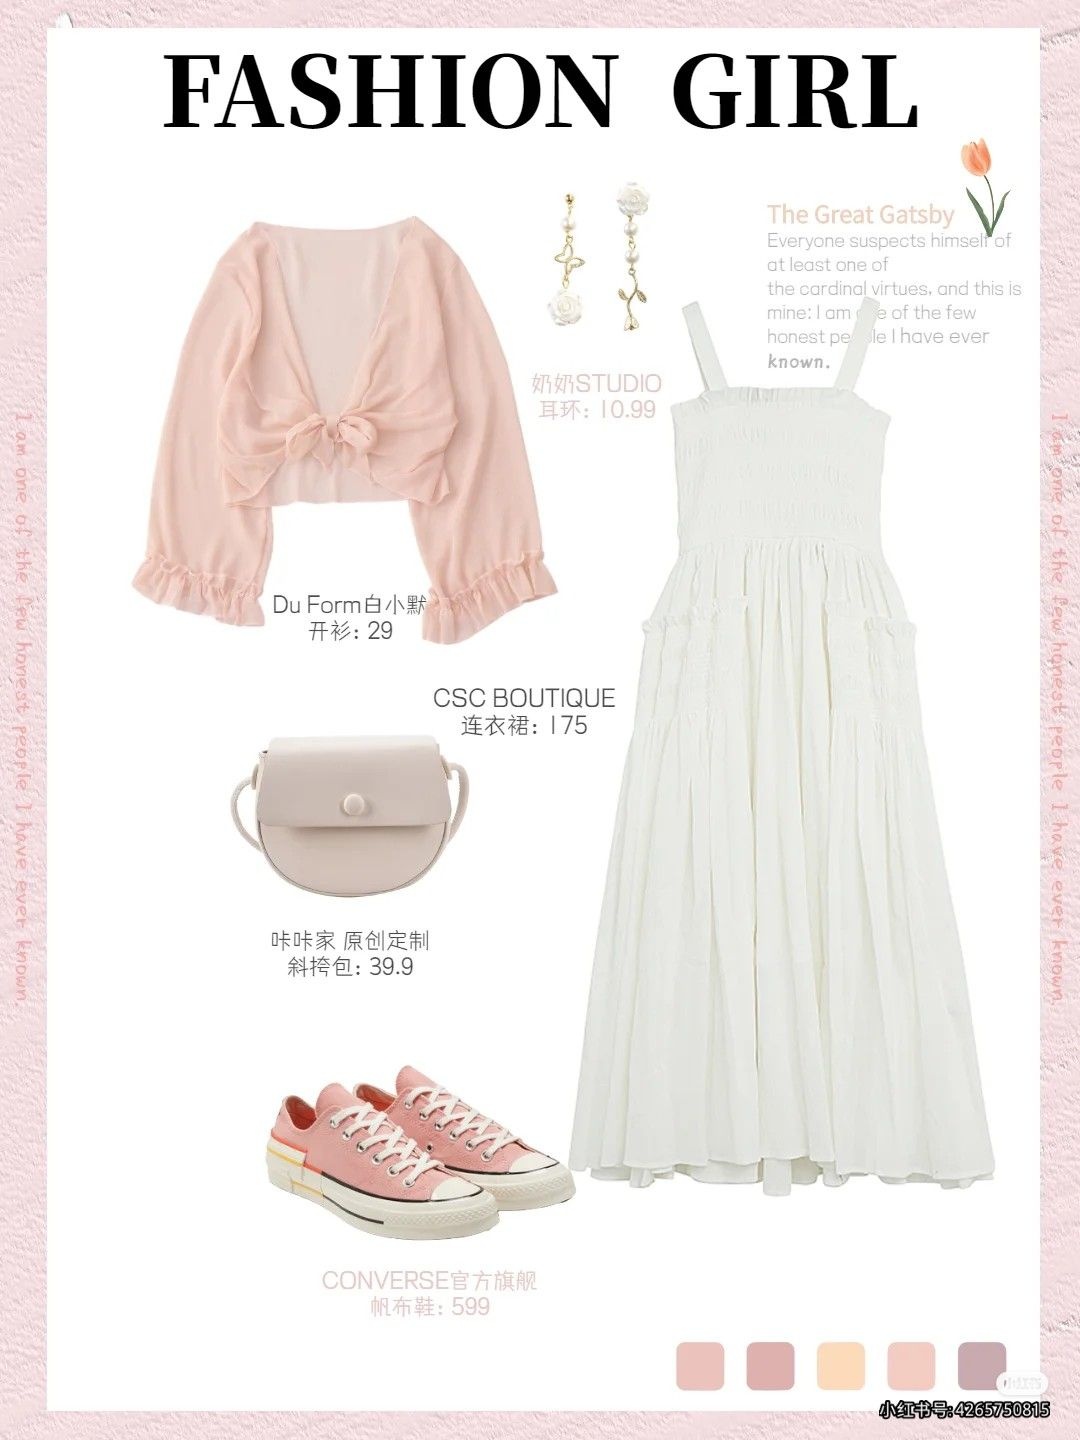 FASHION GIRL
The Great Gatsby
Everyone suspects himself of
at least one of
the cardinal virtues, and this is
mine: I am of the few
honest people I have ever
known.
奶奶STUDIO
耳环: 10.99
Du Form白小默
开衫: 29
CSC BOUTIQUE
连衣裙: 175
咔咔家 原创定制
斜挎包: 39.9
CONVERSE官方旗舰
帆布鞋: 599
I am one of the few honest people I have ever known.
I am one of the few honest people I have ever known.
小红书
小红书号: 4265750815